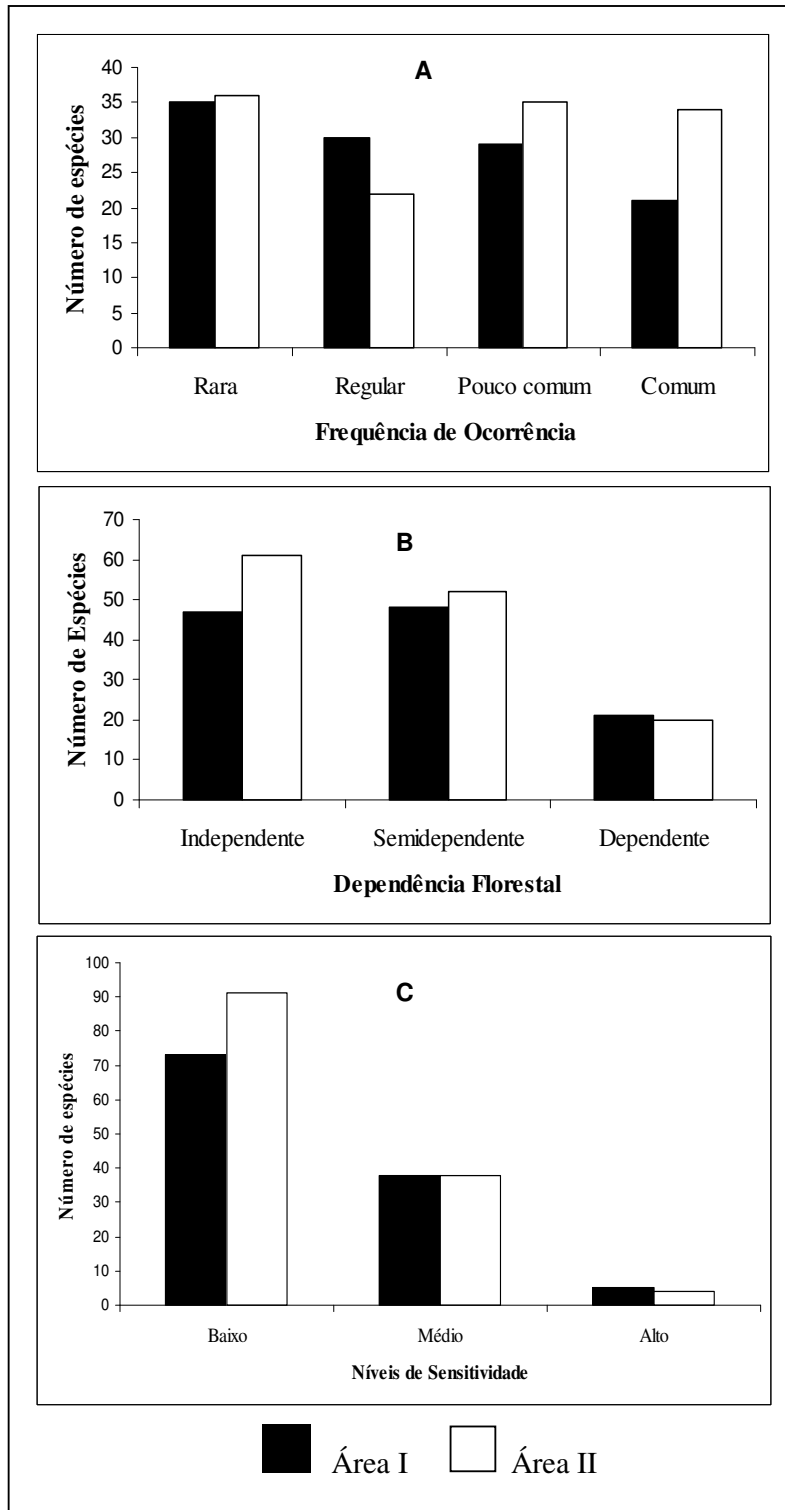 A
Número de espécies
40
35
30
25
20
15
10
5
0
Rara Regular Pouco comum Comum
Frequência de Ocorrência
B
Número de Espécies
70
60
50
40
30
20
10
0
Independente Semidependente Dependente
Dependência Florestal
C
Número de espécies
100
90
80
70
60
50
40
30
20
10
0
Baixo Médio Alto
Níveis de Sensitividade
Área I Área II